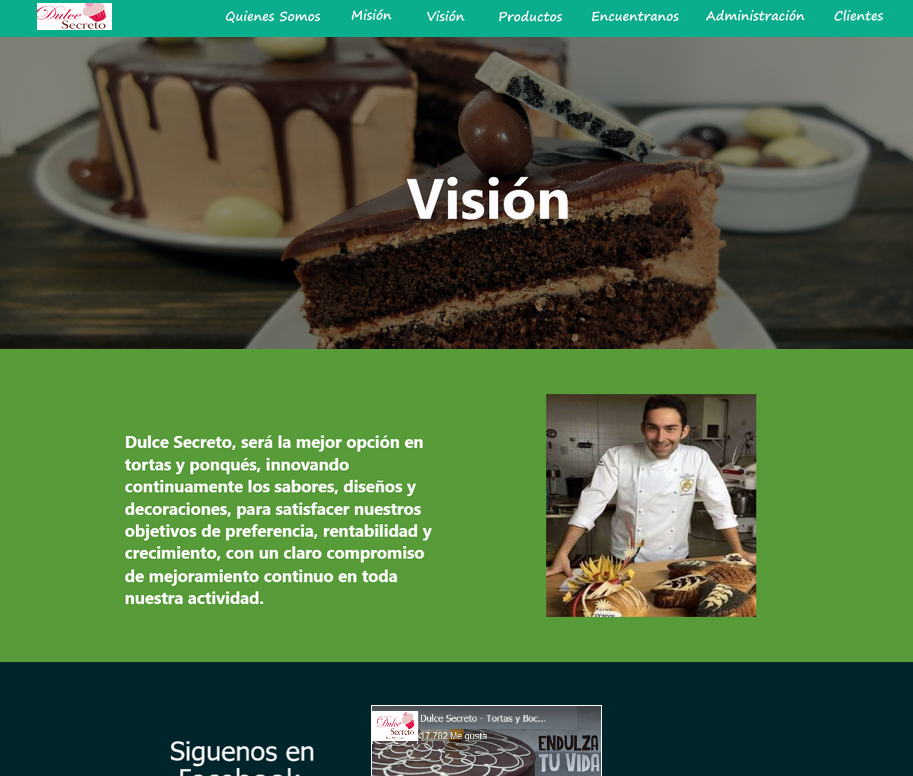 Dulce
Secreto
Quienes Somos Misión Visión Productos Encuentranos Administración Clientes
Visión
Dulce Secreto, será la mejor opción en
tortas y ponqués, innovando
continuamente los sabores, diseños y
decoraciones, para satisfacer nuestros
objetivos de preferencia, rentabilidad y
crecimiento, con un claro compromiso
de mejoramiento continuo en toda
nuestra actividad.
Siguenos en
Facebook
Dulce
Secreto
Dulce Secreto - Tortas y Boc...
17.782 Me gusta
ENDULZA
TU VIDA